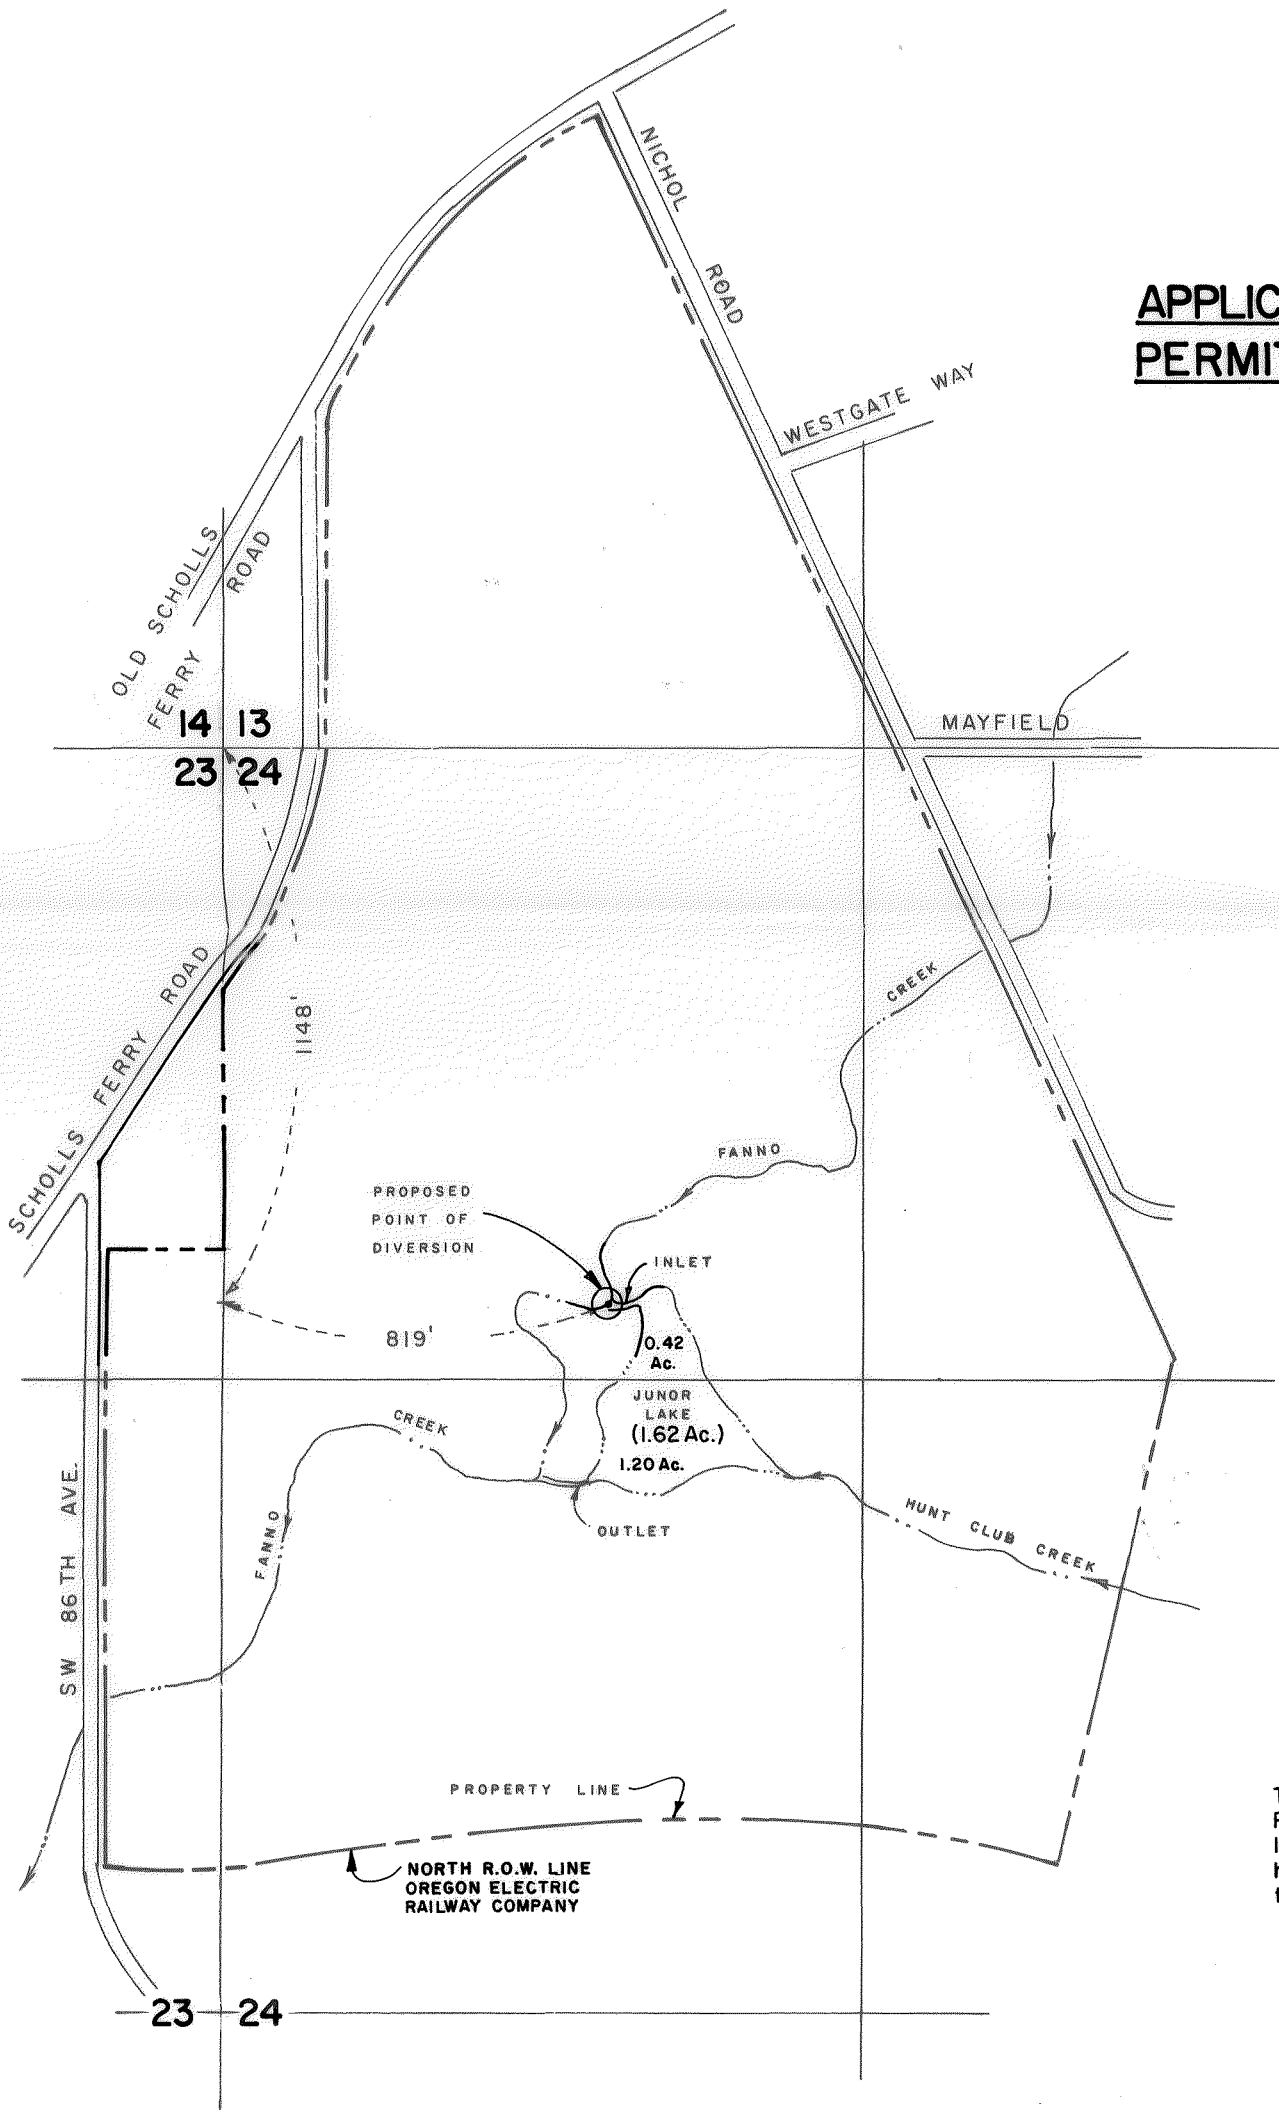 NICHOL
ROAD
APPLIC
PERMIT
WESTGATE WAY
OLD SCHOLLS
FERRY ROAD
14 13
23 24
MAYFIELD
SCHOLLS FERRY ROAD
1148'
CREEK
FANNO
PROPOSED
POINT OF
DIVERSION
INLET
819'
0.42
Ac.
JUNOR
LAKE
(1.62 Ac.)
1.20 Ac.
CREEK
FANNO
OUTLET
HUNT CLUB CREEK
SW 86TH AVE.
PROPERTY LINE
NORTH R.O.W. LINE
OREGON ELECTRIC
RAILWAY COMPANY
23 24